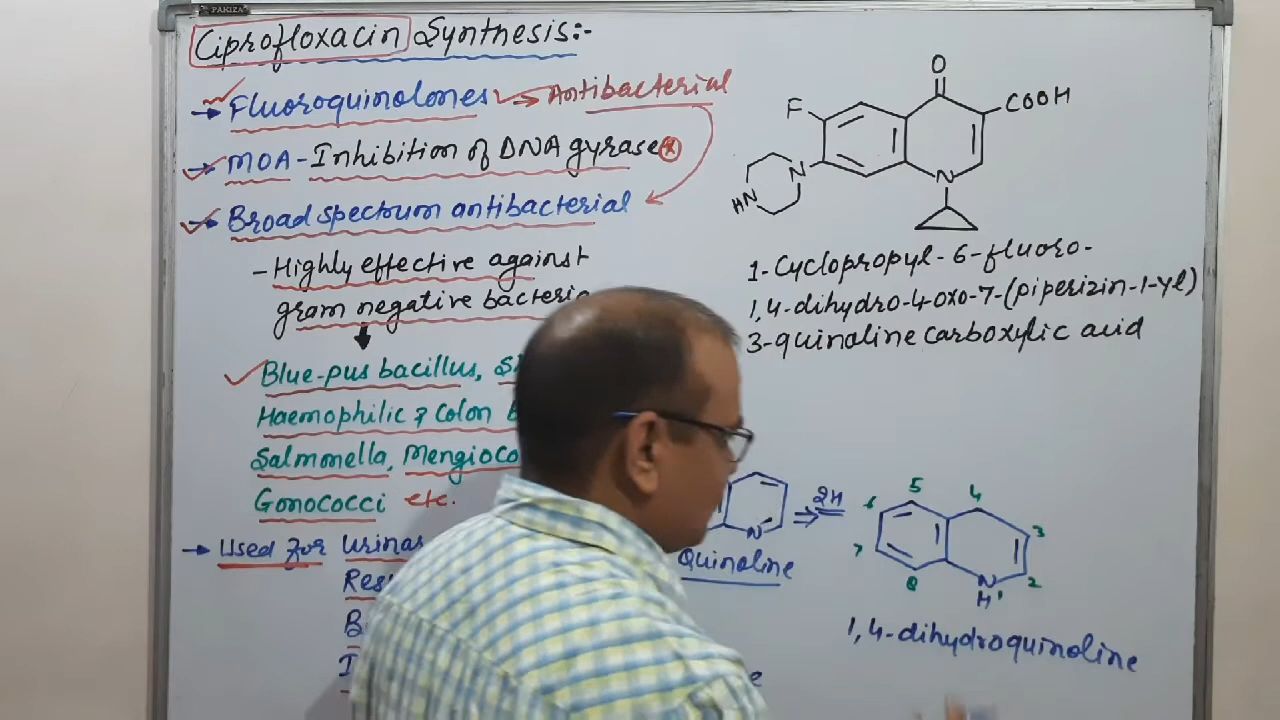 PARIZA
Ciprofloxacin Synthesis:-
→ Fluoroquinolones → Antibacterial
→ MOA - Inhibition of DNA gyrase
→ Broad spectrum antibacterial
- Highly effective against
gram negative bacteria
Blue-pus bacillus,
Haemophilic & Colon
Salmonella,
Gonococci etc.
→ Used for
O
F
COOH
N
HN
N
1-Cyclopropyl-6-fluoro-
1,4-dihydro-4oxo-7-(piperizin-1-yl)
3-quinoline carboxylic acid
N
Quinoline
⇒ 2H
5
4
6
3
7
8
N
H
1
2
1,4-dihydroquinoline